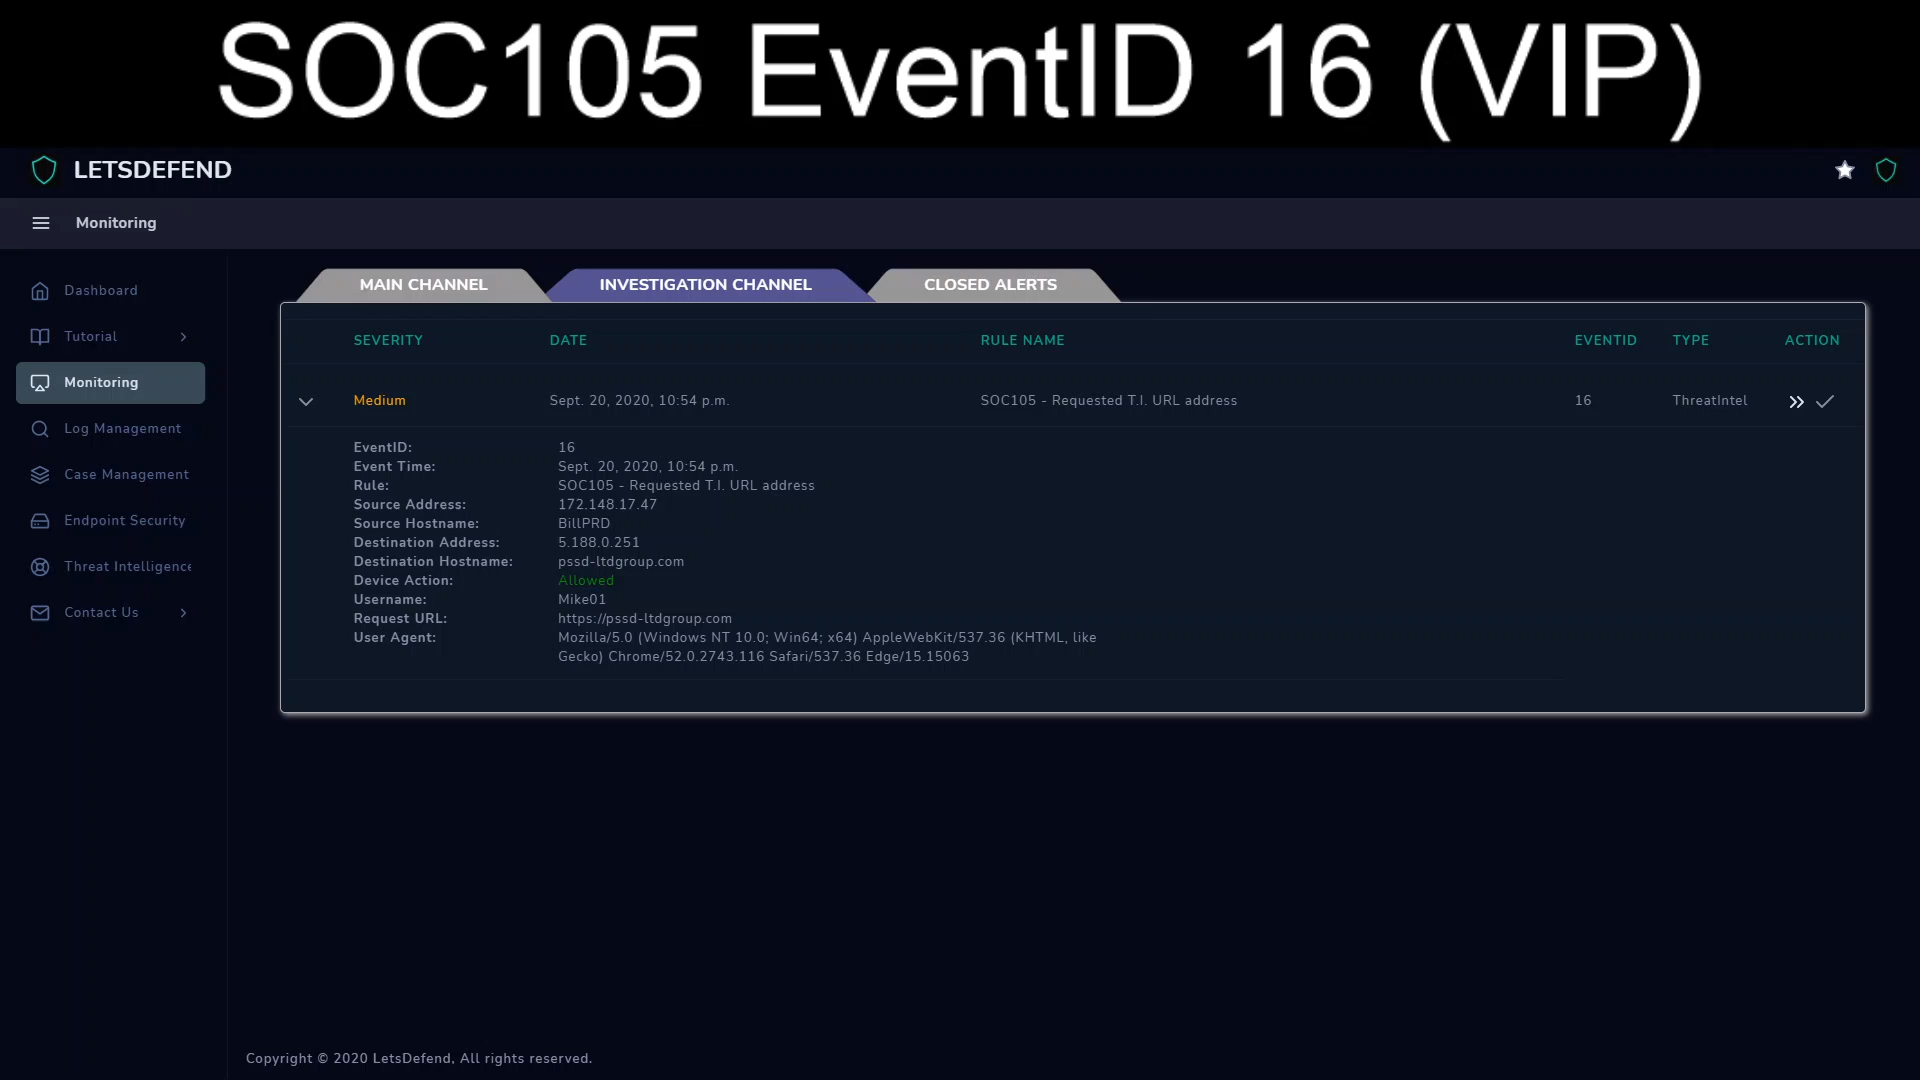 SOC105 EventID 16 (VIP)
LETSDEFEND
Monitoring
Dashboard
Tutorial
Monitoring
Log Management
Case Management
Endpoint Security
Threat Intelligence
Contact Us
MAIN CHANNEL INVESTIGATION CHANNEL CLOSED ALERTS
SEVERITY DATE RULE NAME EVENTID TYPE ACTION
Medium Sept. 20, 2020, 10:54 p.m. SOC105 - Requested T.I. URL address 16 ThreatIntel
EventID: 16
Event Time: Sept. 20, 2020, 10:54 p.m.
Rule: SOC105 - Requested T.I. URL address
Source Address: 172.148.17.47
Source Hostname: BillPRD
Destination Address: 5.188.0.251
Destination Hostname: pssd-ltdgroup.com
Device Action: Allowed
Username: Mike01
Request URL: https://pssd-ltdgroup.com
User Agent: Mozilla/5.0 (Windows NT 10.0; Win64; x64) AppleWebKit/537.36 (KHTML, like
Gecko) Chrome/52.0.2743.116 Safari/537.36 Edge/15.15063
Copyright © 2020 LetsDefend, All rights reserved.